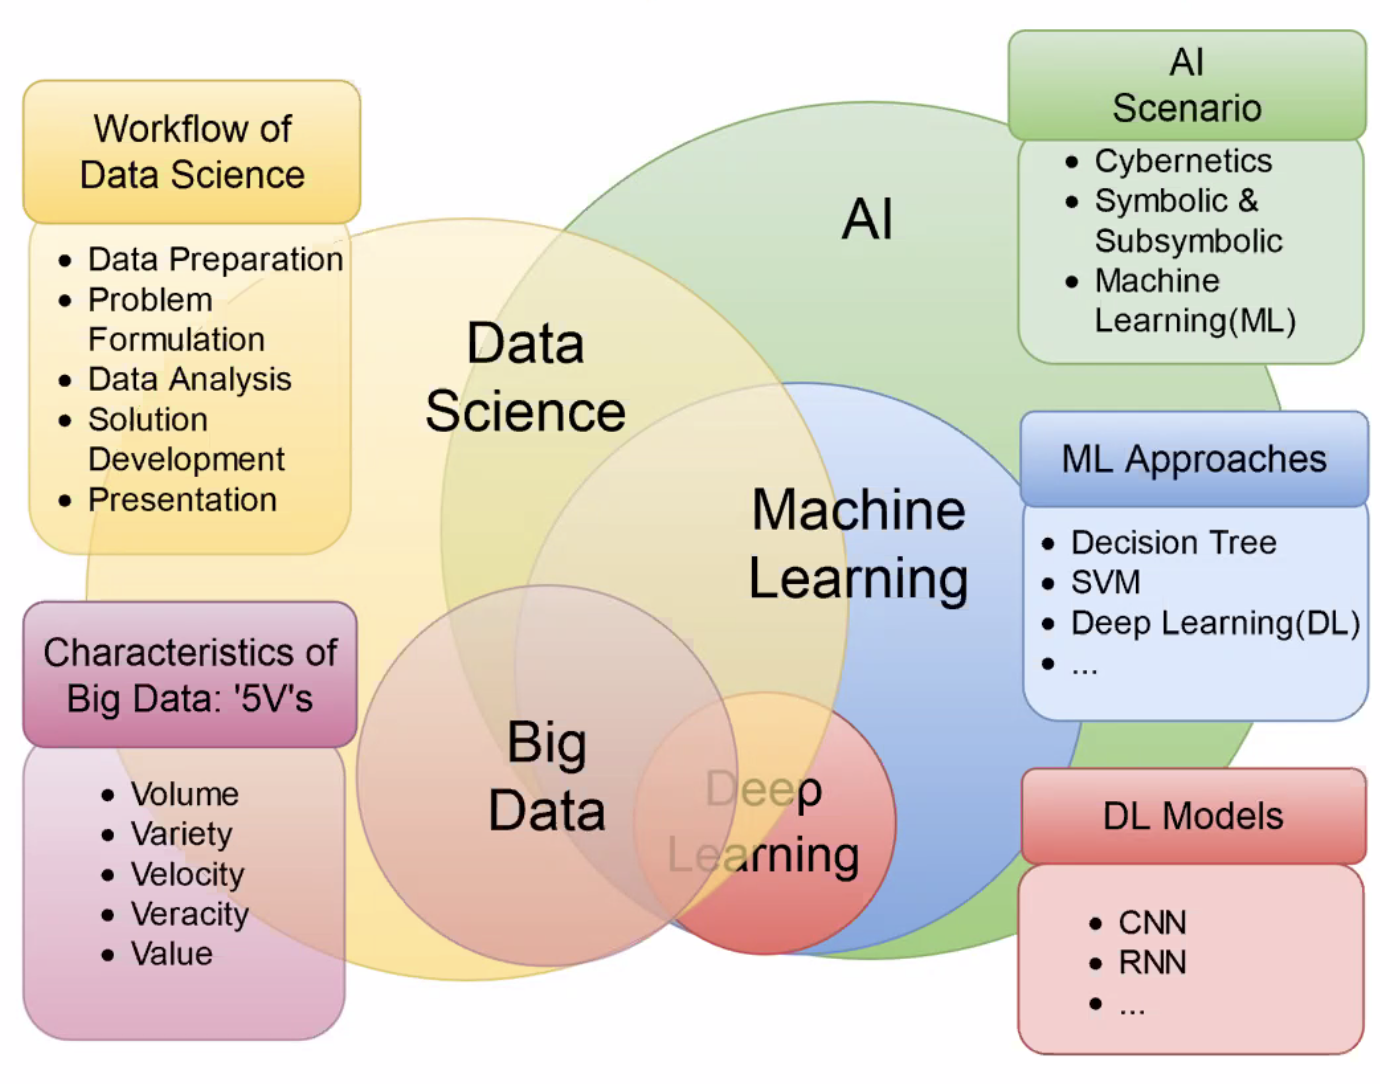 Workflow of
Data Science
• Data Preparation
• Problem
Formulation
• Data Analysis
• Solution
Development
• Presentation
Characteristics of
Big Data: '5V's
• Volume
• Variety
• Velocity
• Veracity
• Value
Data
Science
Big
Data
AI
Machine
Learning
Deep
Learning
AI
Scenario
• Cybernetics
• Symbolic &
Subsymbolic
• Machine
Learning(ML)
ML Approaches
• Decision Tree
• SVM
• Deep Learning(DL)
• ...
DL Models
• CNN
• RNN
• ...